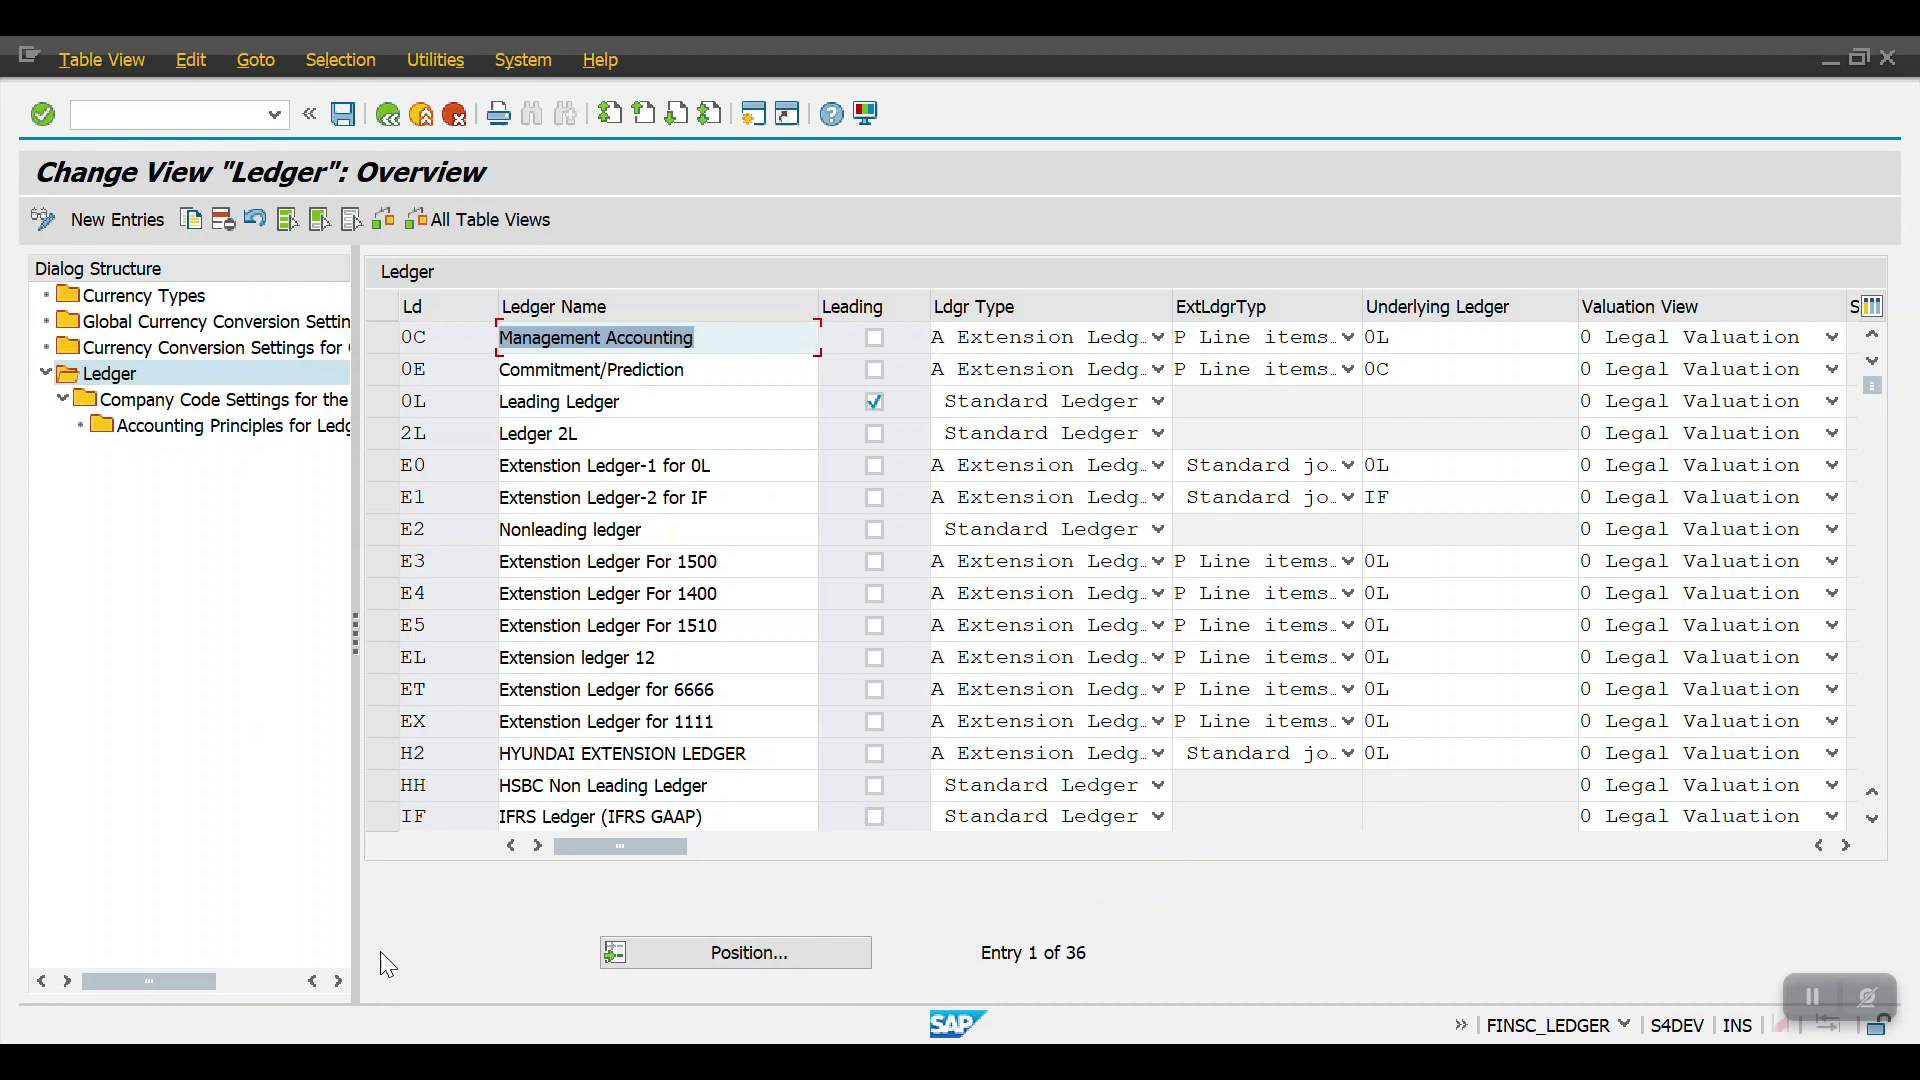 Table View Edit Goto Selection Utilities System Help
Change View "Ledger": Overview
New Entries All Table Views
Dialog Structure
Currency Types
Global Currency Conversion Settin
Currency Conversion Settings for
Ledger
Company Code Settings for the
Accounting Principles for Ledg
Ledger
Ld Ledger Name Leading Ldgr Type ExtLdgrTyp Underlying Ledger Valuation View S
0C Management Accounting A Extension Ledg… P Line items… 0L 0 Legal Valuation
0E Commitment/Prediction A Extension Ledg… P Line items… 0C 0 Legal Valuation
0L Leading Ledger Standard Ledger 0 Legal Valuation
2L Ledger 2L Standard Ledger 0 Legal Valuation
E0 Extenstion Ledger-1 for 0L A Extension Ledg… Standard jo… 0L 0 Legal Valuation
E1 Extenstion Ledger-2 for IF A Extension Ledg… Standard jo… IF 0 Legal Valuation
E2 Nonleading ledger Standard Ledger 0 Legal Valuation
E3 Extenstion Ledger For 1500 A Extension Ledg… P Line items… 0L 0 Legal Valuation
E4 Extenstion Ledger For 1400 A Extension Ledg… P Line items… 0L 0 Legal Valuation
E5 Extenstion Ledger For 1510 A Extension Ledg… P Line items… 0L 0 Legal Valuation
EL Extension ledger 12 A Extension Ledg… P Line items… 0L 0 Legal Valuation
ET Extenstion Ledger for 6666 A Extension Ledg… P Line items… 0L 0 Legal Valuation
EX Extenstion Ledger for 1111 A Extension Ledg… P Line items… 0L 0 Legal Valuation
H2 HYUNDAI EXTENSION LEDGER A Extension Ledg… Standard jo… 0L 0 Legal Valuation
HH HSBC Non Leading Ledger Standard Ledger 0 Legal Valuation
IF IFRS Ledger (IFRS GAAP) Standard Ledger 0 Legal Valuation
Position... Entry 1 of 36
SAP FINSC_LEDGER S4DEV INS